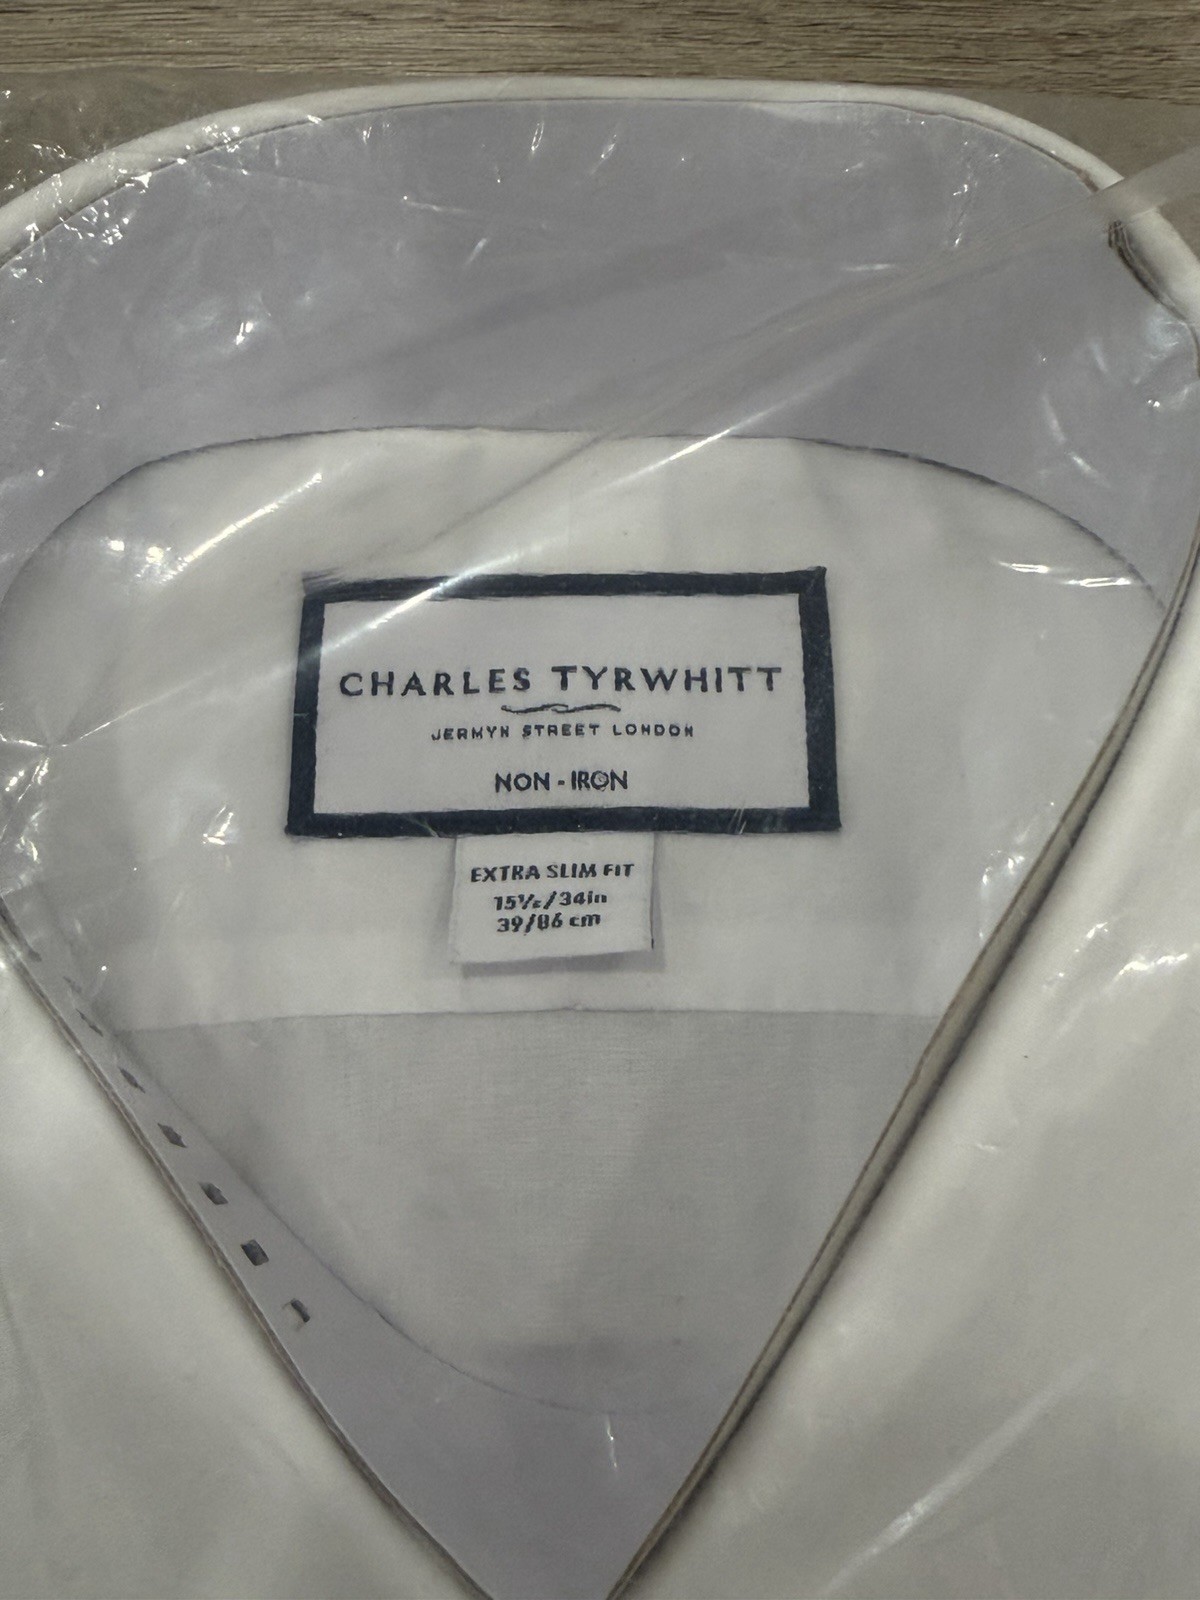 CHARLES TYRWHITT
JERMYN STREET LONDON
NON-IRON
EXTRA SLIM FIT
15½/34in
39/86 cm